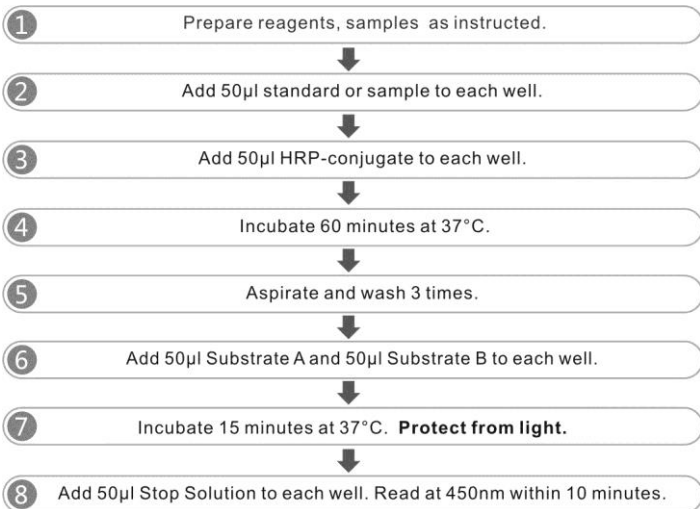 1 Prepare reagents, samples as instructed.
2 Add 50μl standard or sample to each well.
3 Add 50μl HRP-conjugate to each well.
4 Incubate 60 minutes at 37°C.
5 Aspirate and wash 3 times.
6 Add 50μl Substrate A and 50μl Substrate B to each well.
7 Incubate 15 minutes at 37°C. Protect from light.
8 Add 50μl Stop Solution to each well. Read at 450nm within 10 minutes.